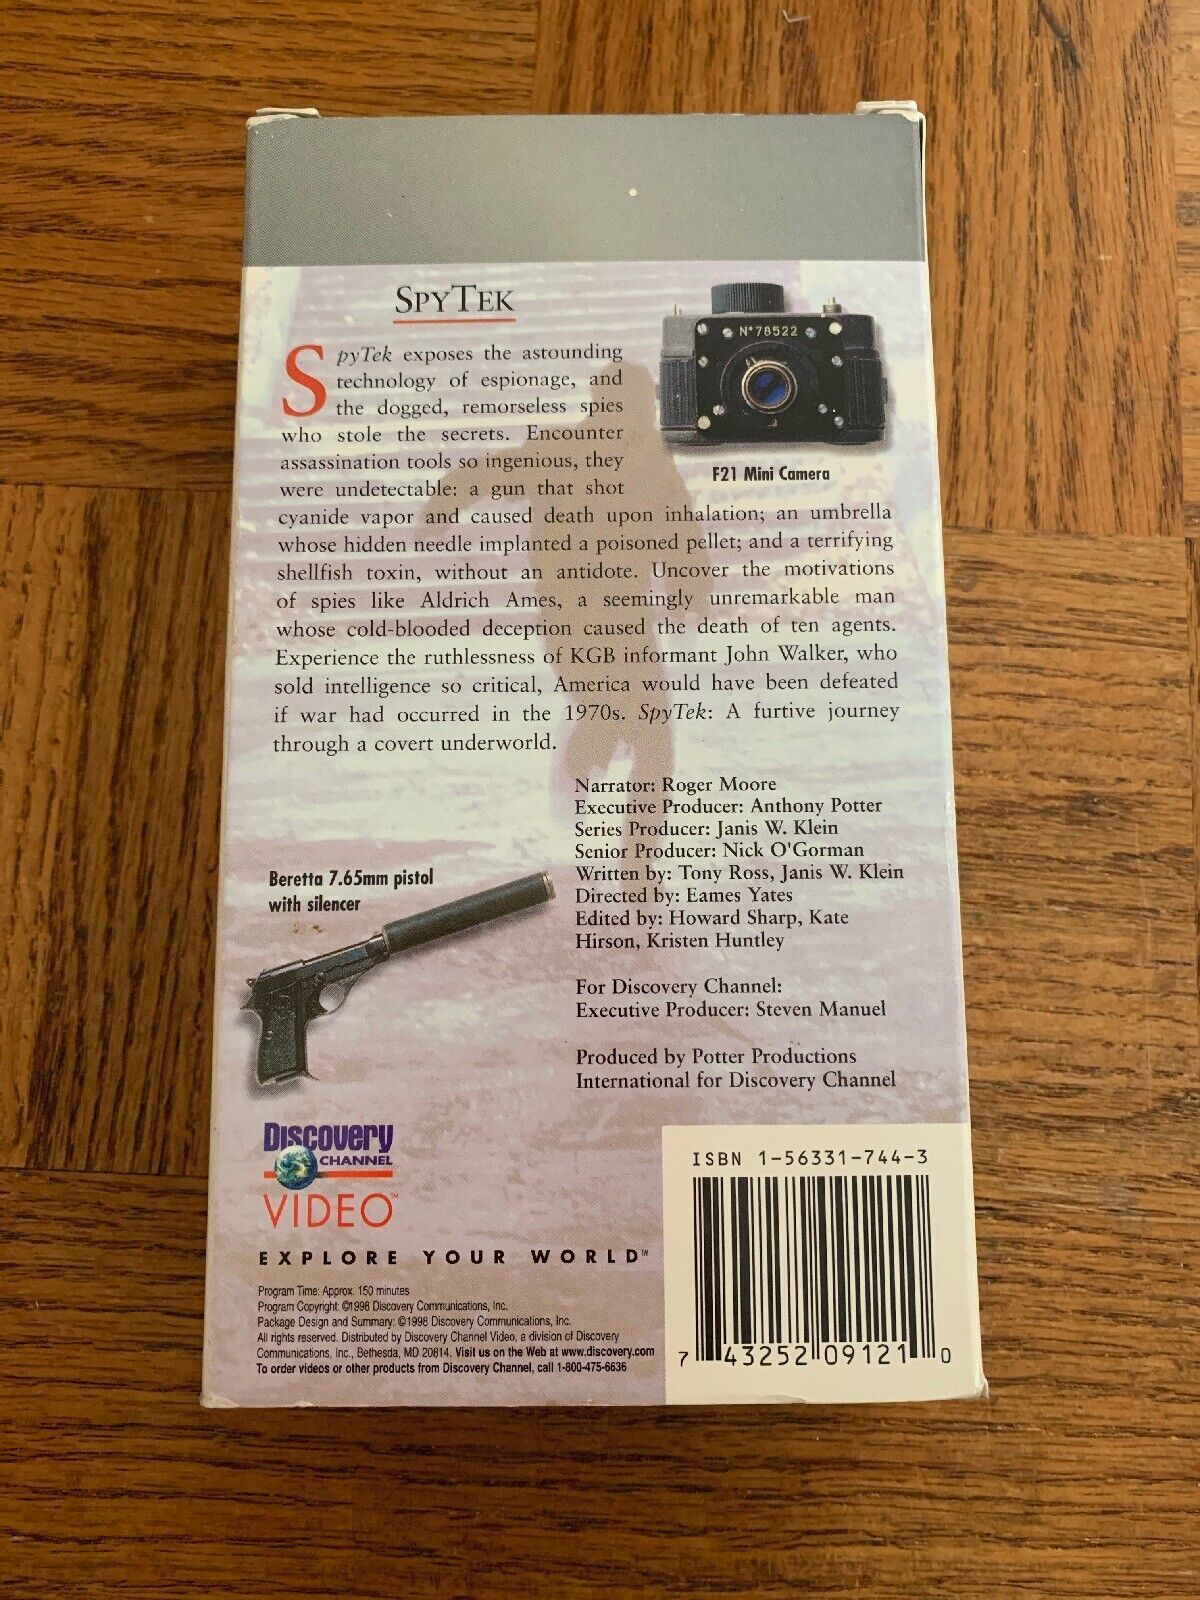 SPYTEK
N°78522
F21 Mini Camera
SpyTek exposes the astounding
technology of espionage, and
the dogged, remorseless spies
who stole the secrets. Encounter
assassination tools so ingenious, they
were undetectable: a gun that shot
cyanide vapor and caused death upon inhalation; an umbrella
whose hidden needle implanted a poisoned pellet; and a terrifying
shellfish toxin, without an antidote. Uncover the motivations
of spies like Aldrich Ames, a seemingly unremarkable man
whose cold-blooded deception caused the death of ten agents.
Experience the ruthlessness of KGB informant John Walker, who
sold intelligence so critical, America would have been defeated
if war had occurred in the 1970s. SpyTek: A furtive journey
through a covert underworld.
Narrator: Roger Moore
Executive Producer: Anthony Potter
Series Producer: Janis W. Klein
Senior Producer: Nick O'Gorman
Written by: Tony Ross, Janis W. Klein
Directed by: Eames Yates
Edited by: Howard Sharp, Kate
Hirson, Kristen Huntley
For Discovery Channel:
Executive Producer: Steven Manuel
Produced by Potter Productions
International for Discovery Channel
Beretta 7.65mm pistol
with silencer
Discovery
CHANNEL
VIDEO™
EXPLORE YOUR WORLD™
Program Time: Approx. 150 minutes
Program Copyright: ©1998 Discovery Communications, Inc.
Package Design and Summary: ©1998 Discovery Communications, Inc.
All rights reserved. Distributed by Discovery Channel Video, a division of Discovery
Communications, Inc., Bethesda, MD 20814. Visit us on the Web at www.discovery.com
To order videos or other products from Discovery Channel, call 1-800-475-6636
ISBN 1-56331-744-3
7 43252 09121 0